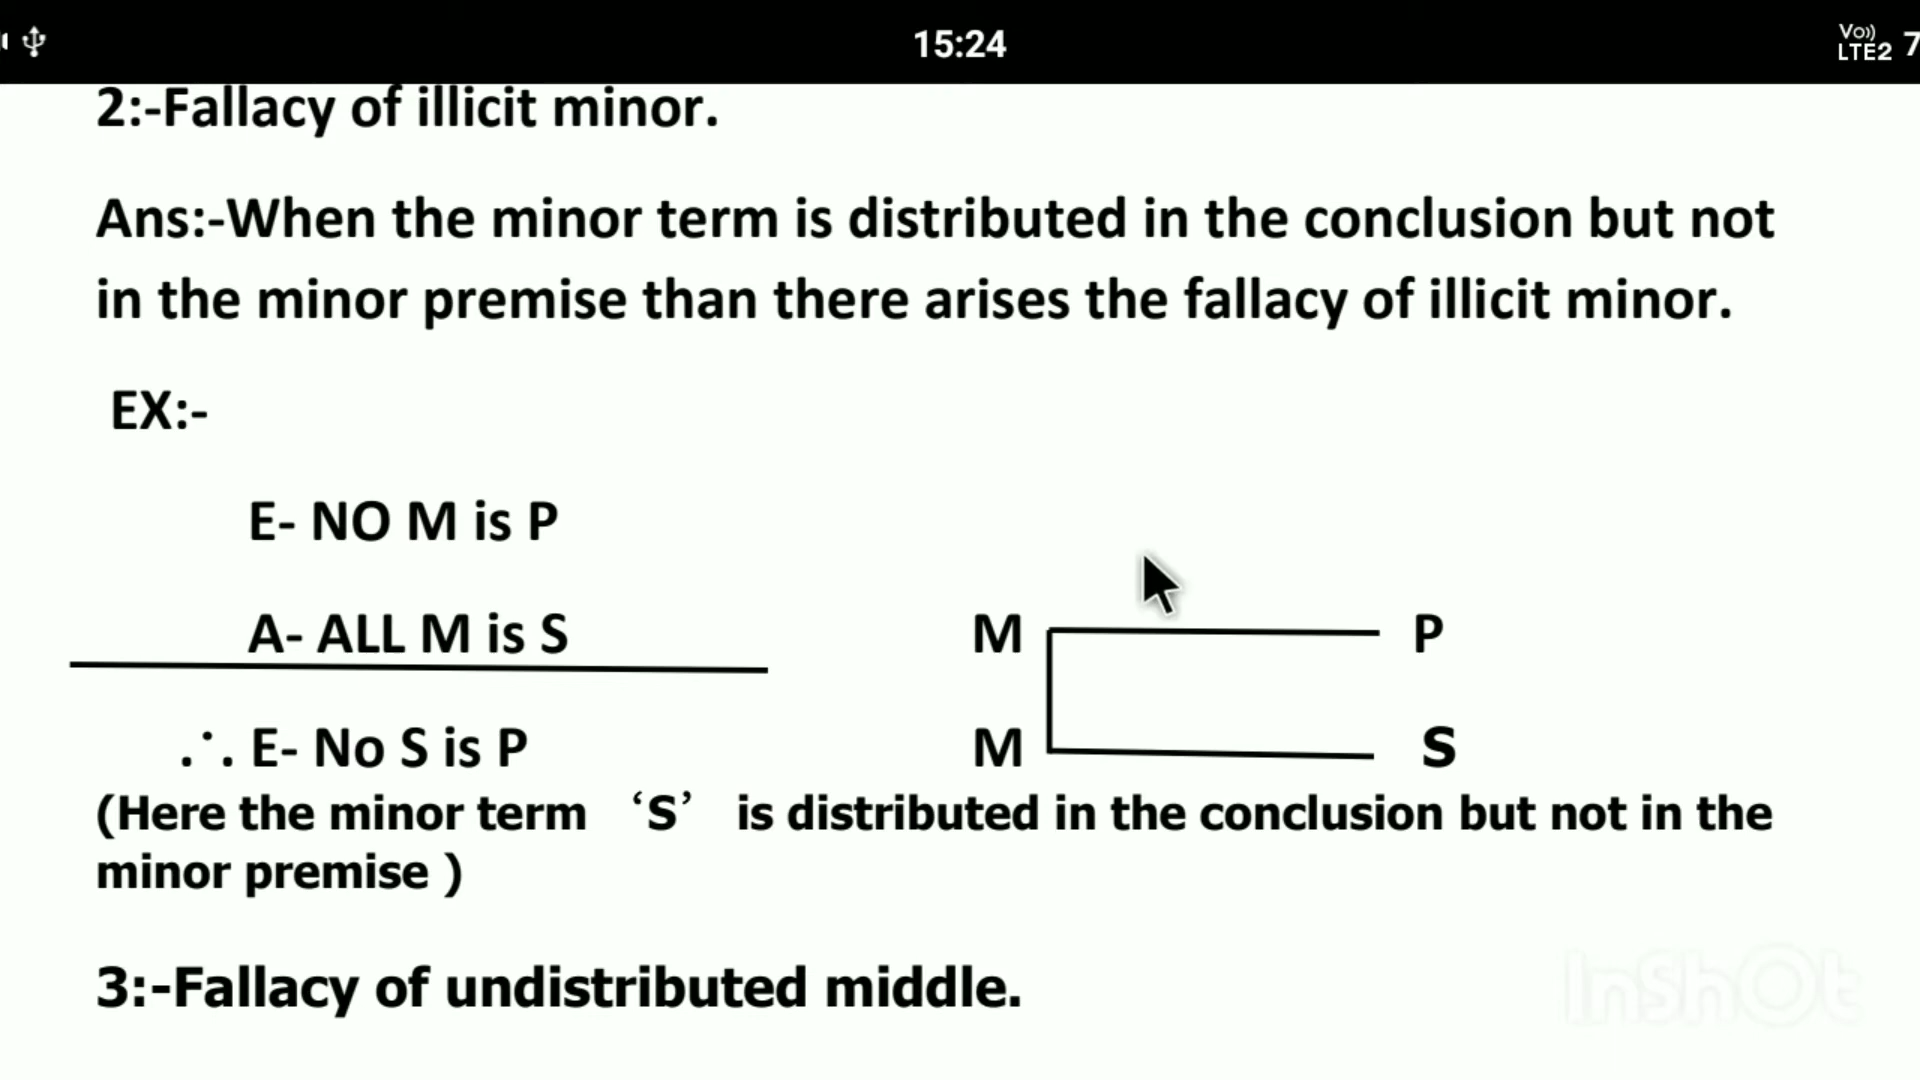 15:24
Vo))
LTE2 7
2:-Fallacy of illicit minor.
Ans:-When the minor term is distributed in the conclusion but not
in the minor premise than there arises the fallacy of illicit minor.
EX:-
E- NO M is P
A- ALL M is S
M P
∴ E- No S is P
M S
(Here the minor term ‘S’ is distributed in the conclusion but not in the
minor premise )
3:-Fallacy of undistributed middle.
InShOt